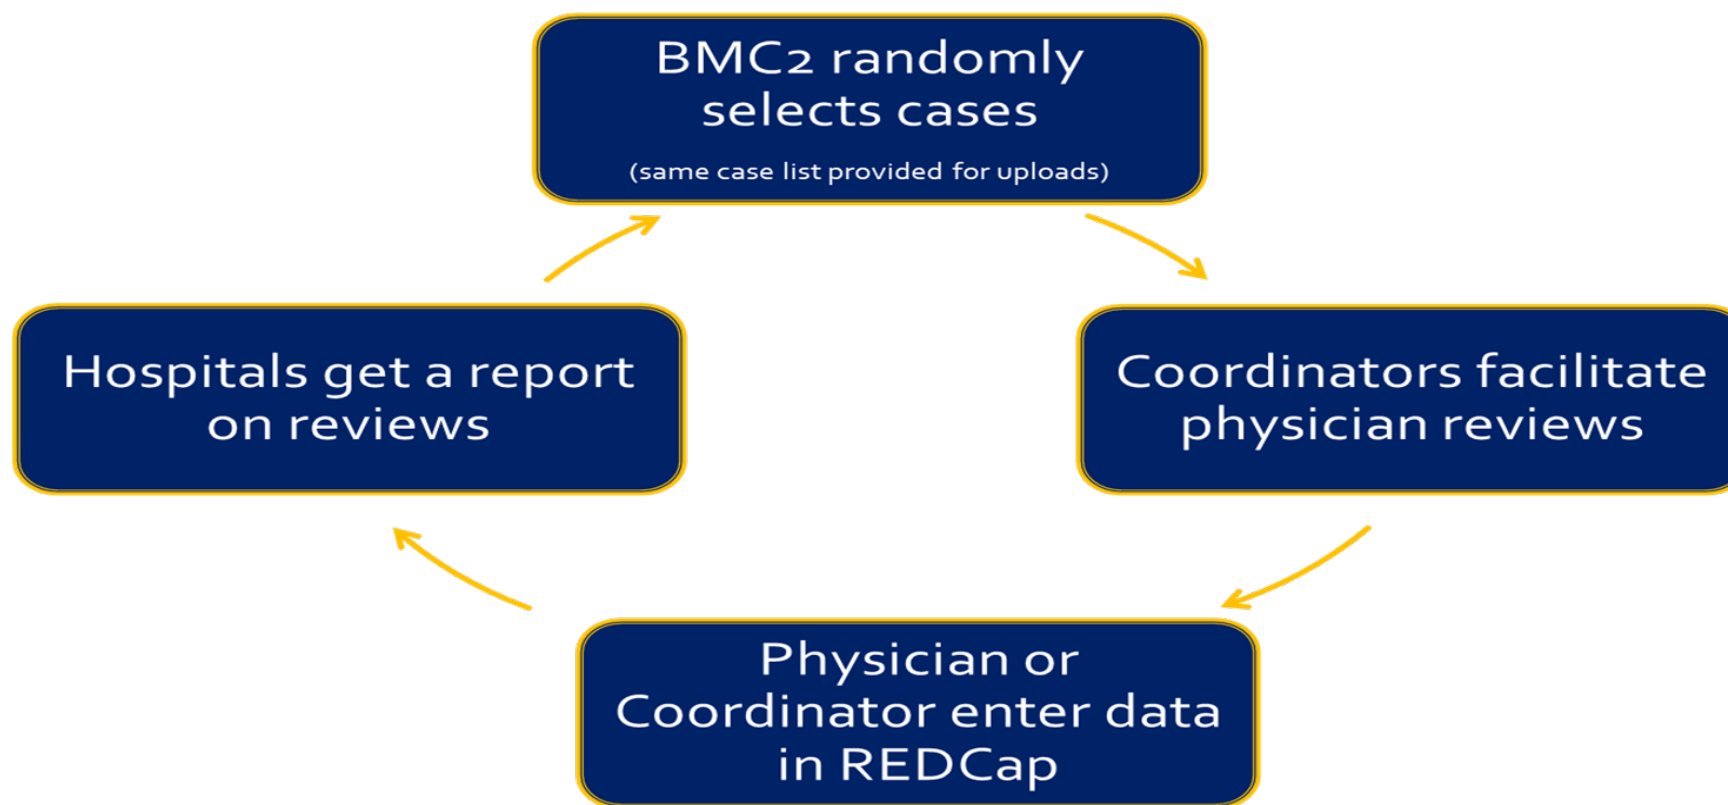 BMC2 randomly
selects cases
(same case list provided for uploads)
Coordinators facilitate
physician reviews
Physician or
Coordinator enter data
in REDCap
Hospitals get a report
on reviews